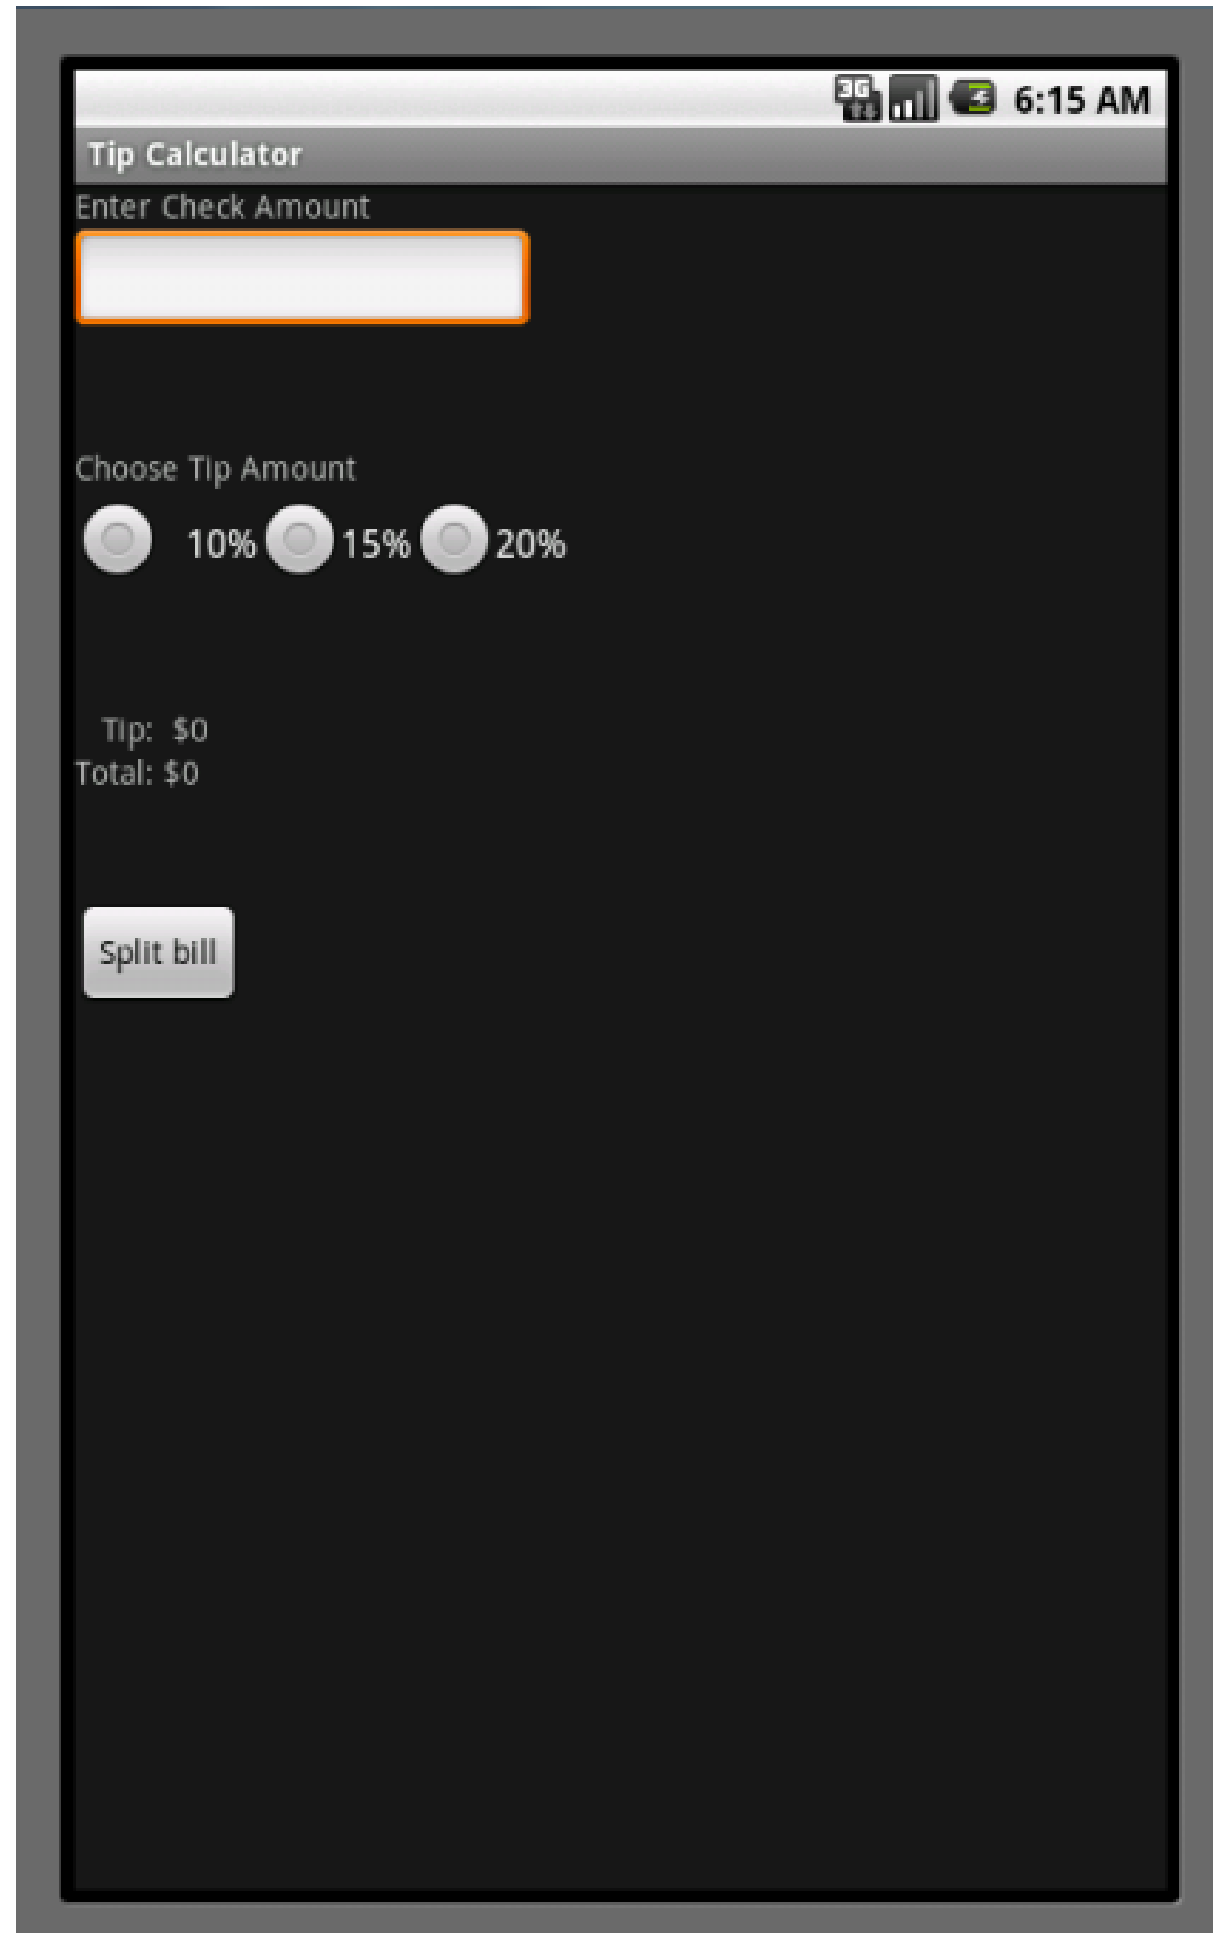 3G 6:15 AM
Tip Calculator
Enter Check Amount
Choose Tip Amount
10% 15% 20%
Tip: $0
Total: $0
Split bill